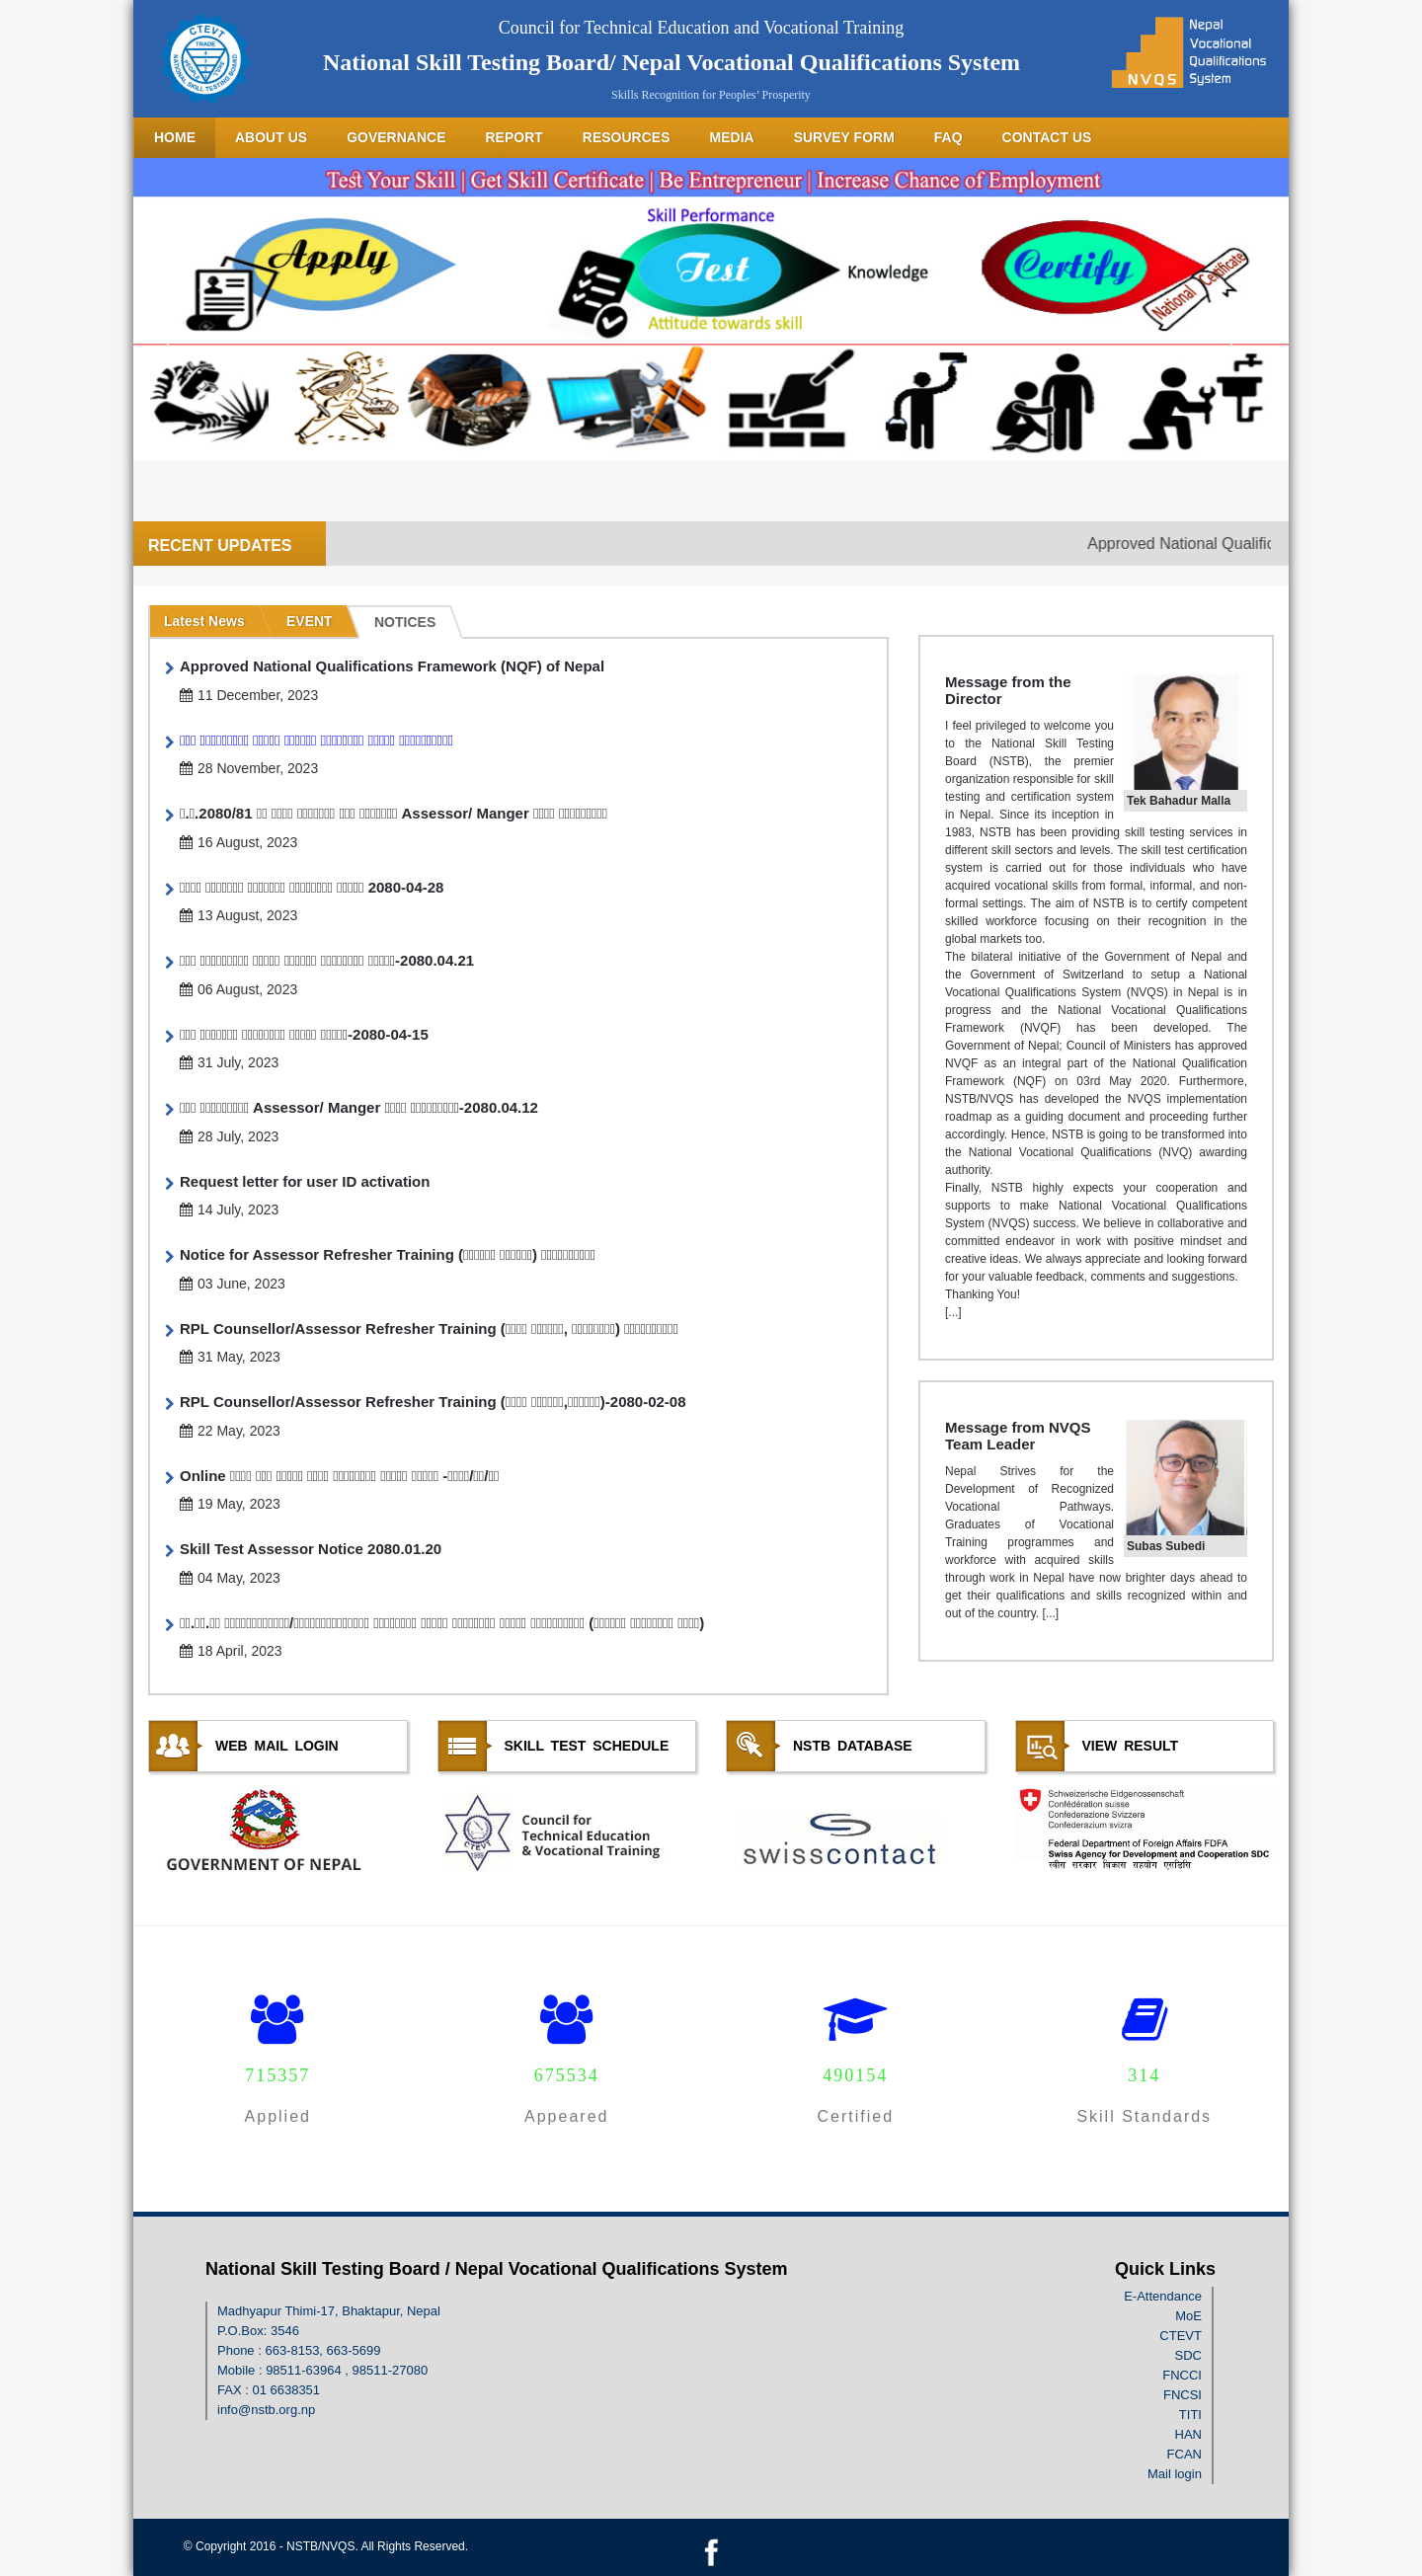 Council for Technical Education and Vocational Training
National Skill Testing Board/ Nepal Vocational Qualifications System
Skills Recognition for Peoples' Prosperity
CTEVT
TRADE
PEOPLE
NATIONAL SKILL TESTING BOARD
NVQS
Nepal
Vocational
Qualifications
System
HOME ABOUT US GOVERNANCE REPORT RESOURCES MEDIA SURVEY FORM FAQ CONTACT US
Test Your Skill | Get Skill Certificate | Be Entrepreneur | Increase Chance of Employment
Apply
Skill Performance
Test
Knowledge
Attitude towards skill
Certify
National Certificate
RECENT UPDATES
Approved National Qualific
Latest News EVENT NOTICES
Approved National Qualifications Framework (NQF) of Nepal
11 December, 2023
28 November, 2023
.2080/81 Assessor/ Manger
16 August, 2023
2080-04-28
13 August, 2023
-2080.04.21
06 August, 2023
-2080-04-15
31 July, 2023
Assessor/ Manger -2080.04.12
28 July, 2023
Request letter for user ID activation
14 July, 2023
Notice for Assessor Refresher Training
03 June, 2023
RPL Counsellor/Assessor Refresher Training
31 May, 2023
RPL Counsellor/Assessor Refresher Training -2080-02-08
22 May, 2023
Online
19 May, 2023
Skill Test Assessor Notice 2080.01.20
04 May, 2023
18 April, 2023
Message from the
Director
Tek Bahadur Malla
I feel privileged to welcome you
to the National Skill Testing
Board (NSTB), the premier
organization responsible for skill
testing and certification system
in Nepal. Since its inception in
1983, NSTB has been providing skill testing services in
different skill sectors and levels. The skill test certification
system is carried out for those individuals who have
acquired vocational skills from formal, informal, and non-
formal settings. The aim of NSTB is to certify competent
skilled workforce focusing on their recognition in the
global markets too.
The bilateral initiative of the Government of Nepal and
the Government of Switzerland to setup a National
Vocational Qualifications System (NVQS) in Nepal is in
progress and the National Vocational Qualifications
Framework (NVQF) has been developed. The
Government of Nepal; Council of Ministers has approved
NVQF as an integral part of the National Qualification
Framework (NQF) on 03rd May 2020. Furthermore,
NSTB/NVQS has developed the NVQS implementation
roadmap as a guiding document and proceeding further
accordingly. Hence, NSTB is going to be transformed into
the National Vocational Qualifications (NVQ) awarding
authority.
Finally, NSTB highly expects your cooperation and
supports to make National Vocational Qualifications
System (NVQS) success. We believe in collaborative and
committed endeavor in work with positive mindset and
creative ideas. We always appreciate and looking forward
for your valuable feedback, comments and suggestions.
Thanking You!
[...]
Message from NVQS
Team Leader
Subas Subedi
Nepal Strives for the
Development of Recognized
Vocational Pathways.
Graduates of Vocational
Training programmes and
workforce with acquired skills
through work in Nepal have now brighter days ahead to
get their qualifications and skills recognized within and
out of the country. [...]
WEB MAIL LOGIN
SKILL TEST SCHEDULE
NSTB DATABASE
VIEW RESULT
GOVERNMENT OF NEPAL
CTEVT
1989
Council for
Technical Education
& Vocational Training
swisscontact
Schweizerische Eidgenossenschaft
Confédération suisse
Confederazione Svizzera
Confederaziun svizra
Federal Department of Foreign Affairs FDFA
Swiss Agency for Development and Cooperation SDC
स्वीस सरकार विकास सहयोग एसडिसि
715357 675534 490154 314
Applied Appeared Certified Skill Standards
National Skill Testing Board / Nepal Vocational Qualifications System
Madhyapur Thimi-17, Bhaktapur, Nepal
P.O.Box: 3546
Phone : 663-8153, 663-5699
Mobile : 98511-63964 , 98511-27080
FAX : 01 6638351
info@nstb.org.np
Quick Links
E-Attendance
MoE
CTEVT
SDC
FNCCI
FNCSI
TITI
HAN
FCAN
Mail login
© Copyright 2016 - NSTB/NVQS. All Rights Reserved.